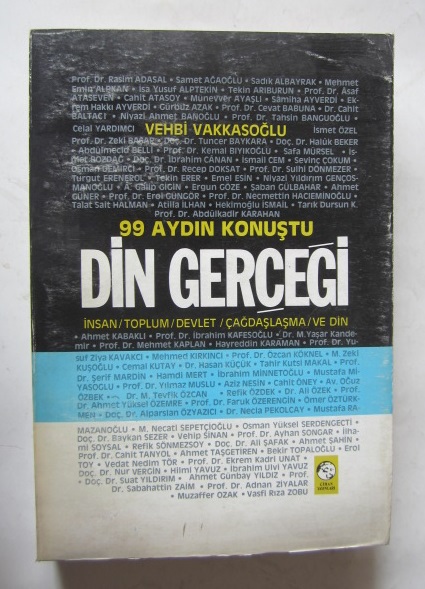 Prof. Dr. Rasim ADASAL • Samet AĞAOĞLU • Sadık ALBAYRAK • Mehmet
Emin ALPKAN • İsa Yusuf ALPTEKİN • Tekin ARIBURUN • Prof. Dr. Asaf
ATASEVEN • Cahit ATASOY • Münevver AYAŞLI • Sâmiha AYVERDİ • Ek-
rem Hakkı AYVERDİ • Gürbüz AZAK • Prof. Dr. Cevat BABUNA • Dr. Cahit
BALTACI • Niyazi Ahmet BANOĞLU • Prof. Dr. Tahsin BANGUOĞLU •
Celal YARDIMCI VEHBİ VAKKASOĞLU İsmet ÖZEL
Prof. Dr. Zeki BAŞAR • Doç. Dr. Tuncer BAYKARA • Dr. Halûk BEKER
• Abdülmecid BELLİ • Prof. Dr. Kemal BIYIKOĞLU • Safa MÜRSEL • İs-
met BOZDAĞ • Doç. Dr. İbrahim CANAN • İsmail CEM • Sevinç ÇOKUM •
Osman DEMİRCİ • Prof. Dr. Recep DOKSAT • Prof. Dr. Sulhi DÖNMEZER •
Turgut ERENEROL • Tekin ERER • Emel ESİN • Niyazi Yıldırım GENÇOS-
MANOĞLU • A. Galip GİGİN • Ergun GÖZE • Şaban GÜLBAHAR • Ahmet
GÜNER • Prof. Dr. Erol GÜNGÖR • Prof. Dr. Necmettin HACIEMİNOĞLU •
Talat Sait HALMAN • Atilla İLHAN • Hekimoğlu İSMAİL • Tarık Dursun K.
Prof. Dr. Abdülkadir KARAHAN
99 AYDIN KONUŞTU
DİN GERÇEĞİ
İNSAN/TOPLUM/DEVLET/ÇAĞDAŞLAŞMA/VE DİN
• Ahmet KABAKLI • Prof. Dr. İbrahim KAFESOĞLU • Dr. M.Yaşar Kande-
mir • Prof. Dr. Mehmet KAPLAN • Hayreddin KARAMAN • Prof. Dr. Yu-
suf Ziya KAVAKCI • Mehmed KIRKINCI • Prof. Dr. Özcan KÖKNEL • M. Zeki
KUŞOĞLU • Cemal KUTAY • Dr. Hasan KÜÇÜK • Tahir Kutsi MAKAL • Prof.
Dr. Şerif MARDİN • Hamdi MERT • İbrahim MİNNETOĞLU • Mustafa Mİ-
YASOĞLU • Prof. Dr. Yılmaz MUSLU • Aziz NESİN • Cahit ÖNEY • Av. Oğuz
ÖZBEK • Dr. M. Tevfik ÖZCAN • Refik ÖZDEK • Dr. Ali ÖZEK • Prof.
Dr. Ahmet Yüksel ÖZEMRE • Prof. Dr. Faruk ÖZERENGİN • Ömer ÖZTÜRK-
MEN • Doç. Dr. Alparslan ÖZYAZICI • Dr. Necla PEKOLÇAY • Mustafa RA-
MAZANOĞLU • M. Necati SEPETÇİOĞLU • Osman Yüksel SERDENGEÇTİ •
Doç. Dr. Baykan SEZER • Vehip SİNAN • Prof. Dr. Ayhan SONGAR • İlha-
mi SOYSAL • Refik SÖNMEZSOY • Doç. Dr. Ali ŞAFAK • Ahmet ŞAHİN •
Prof. Dr. Cahit TANYOL • Ahmet TAŞGETİREN • Bekir TOPALOĞLU • Erol
TOY • Vedat Nedim TÖR • Prof. Dr. Ekrem Kadri UNAT •
Doç. Dr. Nur VERGİN • Hilmi YAVUZ • İbrahim Ulvi YAVUZ
• Doç. Dr. Suat YILDIRIM • Ahmet Günbay YILDIZ • Prof.
Dr. Sabahattin ZAİM • Prof. Dr. Adnan ZİYALAR
• Muzaffer OZAK • Vasfi Rıza ZOBU